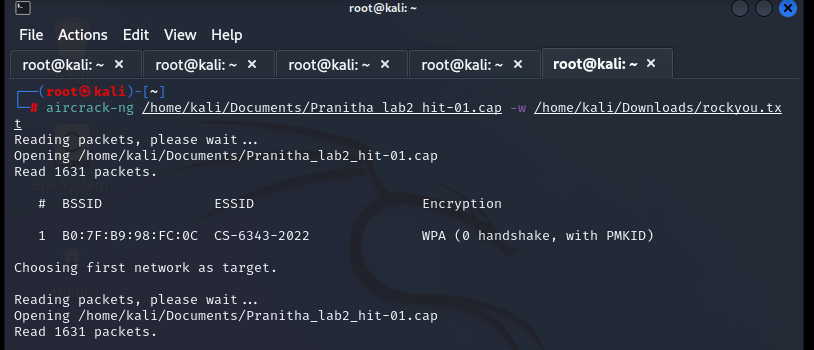 root@kali: ~
File Actions Edit View Help
root@kali: ~ × root@kali: ~ × root@kali: ~ × root@kali: ~ × root@kali: ~ ×
┌──(root㉿kali)-[~]
└─# aircrack-ng /home/kali/Documents/Pranitha_lab2_hit-01.cap -w /home/kali/Downloads/rockyou.tx
t
Reading packets, please wait...
Opening /home/kali/Documents/Pranitha_lab2_hit-01.cap
Read 1631 packets.
# BSSID ESSID Encryption
1 B0:7F:B9:98:FC:0C CS-6343-2022 WPA (0 handshake, with PMKID)
Choosing first network as target.
Reading packets, please wait...
Opening /home/kali/Documents/Pranitha_lab2_hit-01.cap
Read 1631 packets.
File System
Home